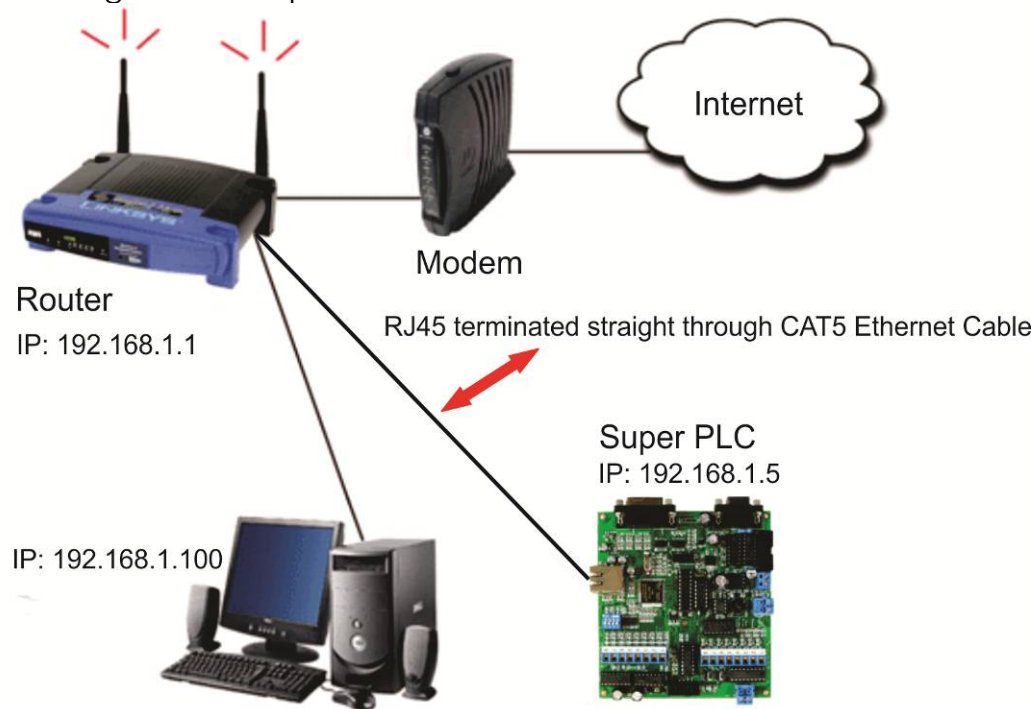 Internet
LINKSYS
Modem
Router
IP: 192.168.1.1
RJ45 terminated straight through CAT5 Ethernet Cable
Super PLC
IP: 192.168.1.5
IP: 192.168.1.100